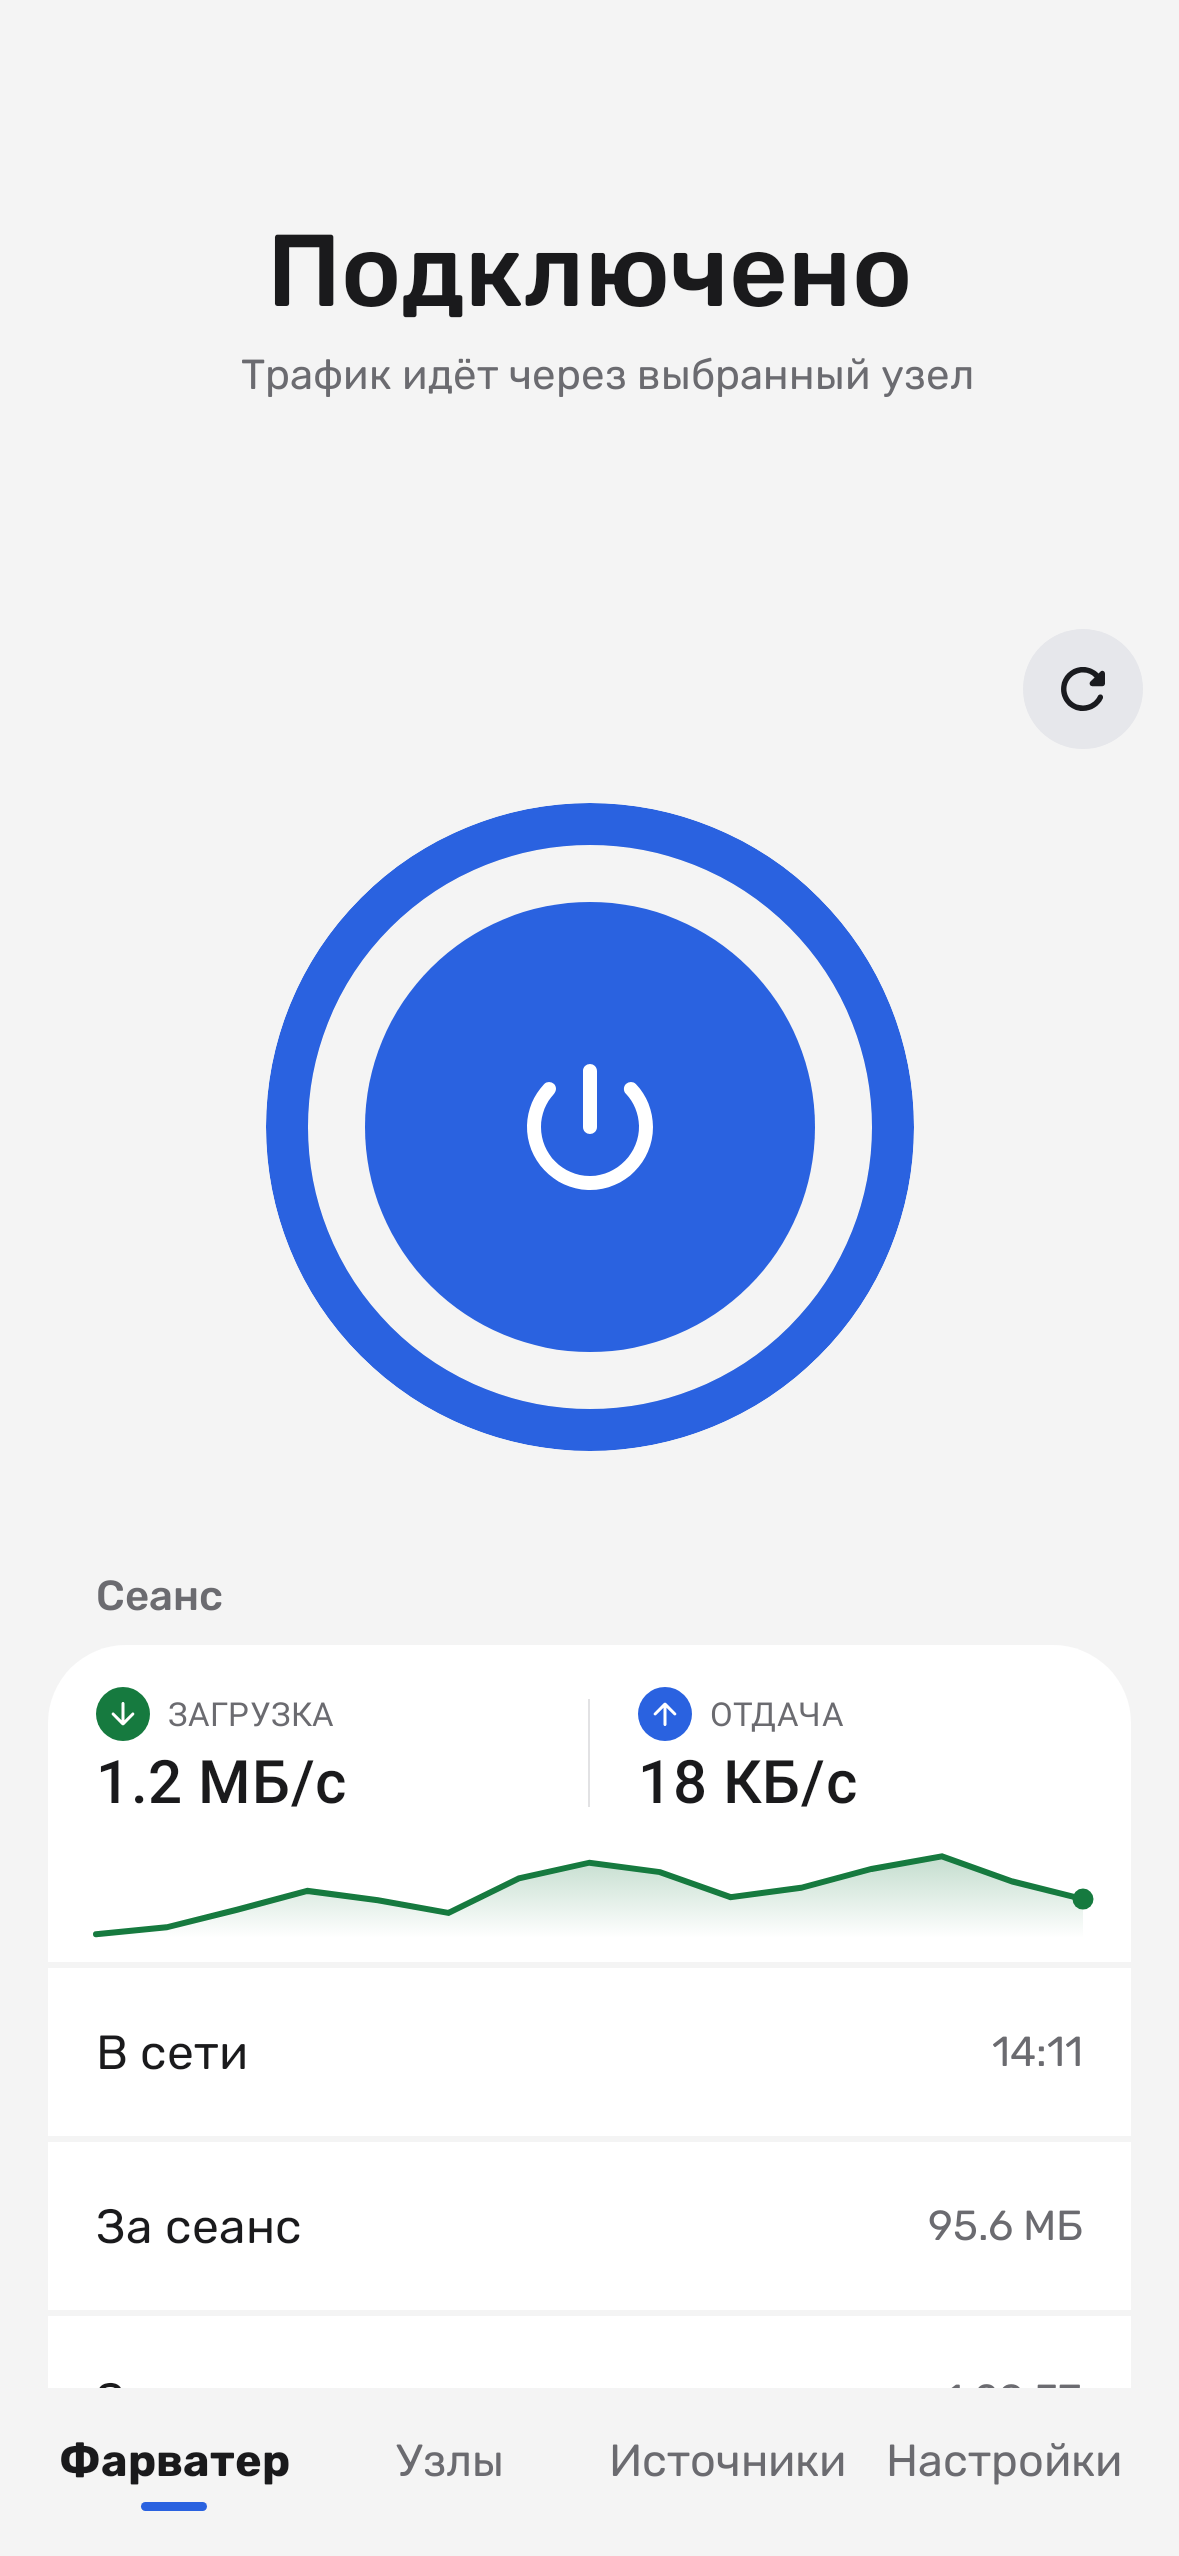 Подключено
Трафик идёт через выбранный узел
Сеанс
ЗАГРУЗКА
1.2 МБ/с
ОТДАЧА
18 КБ/с
В сети
14:11
За сеанс
95.6 МБ
Фарватер
Узлы
Источники
Настройки